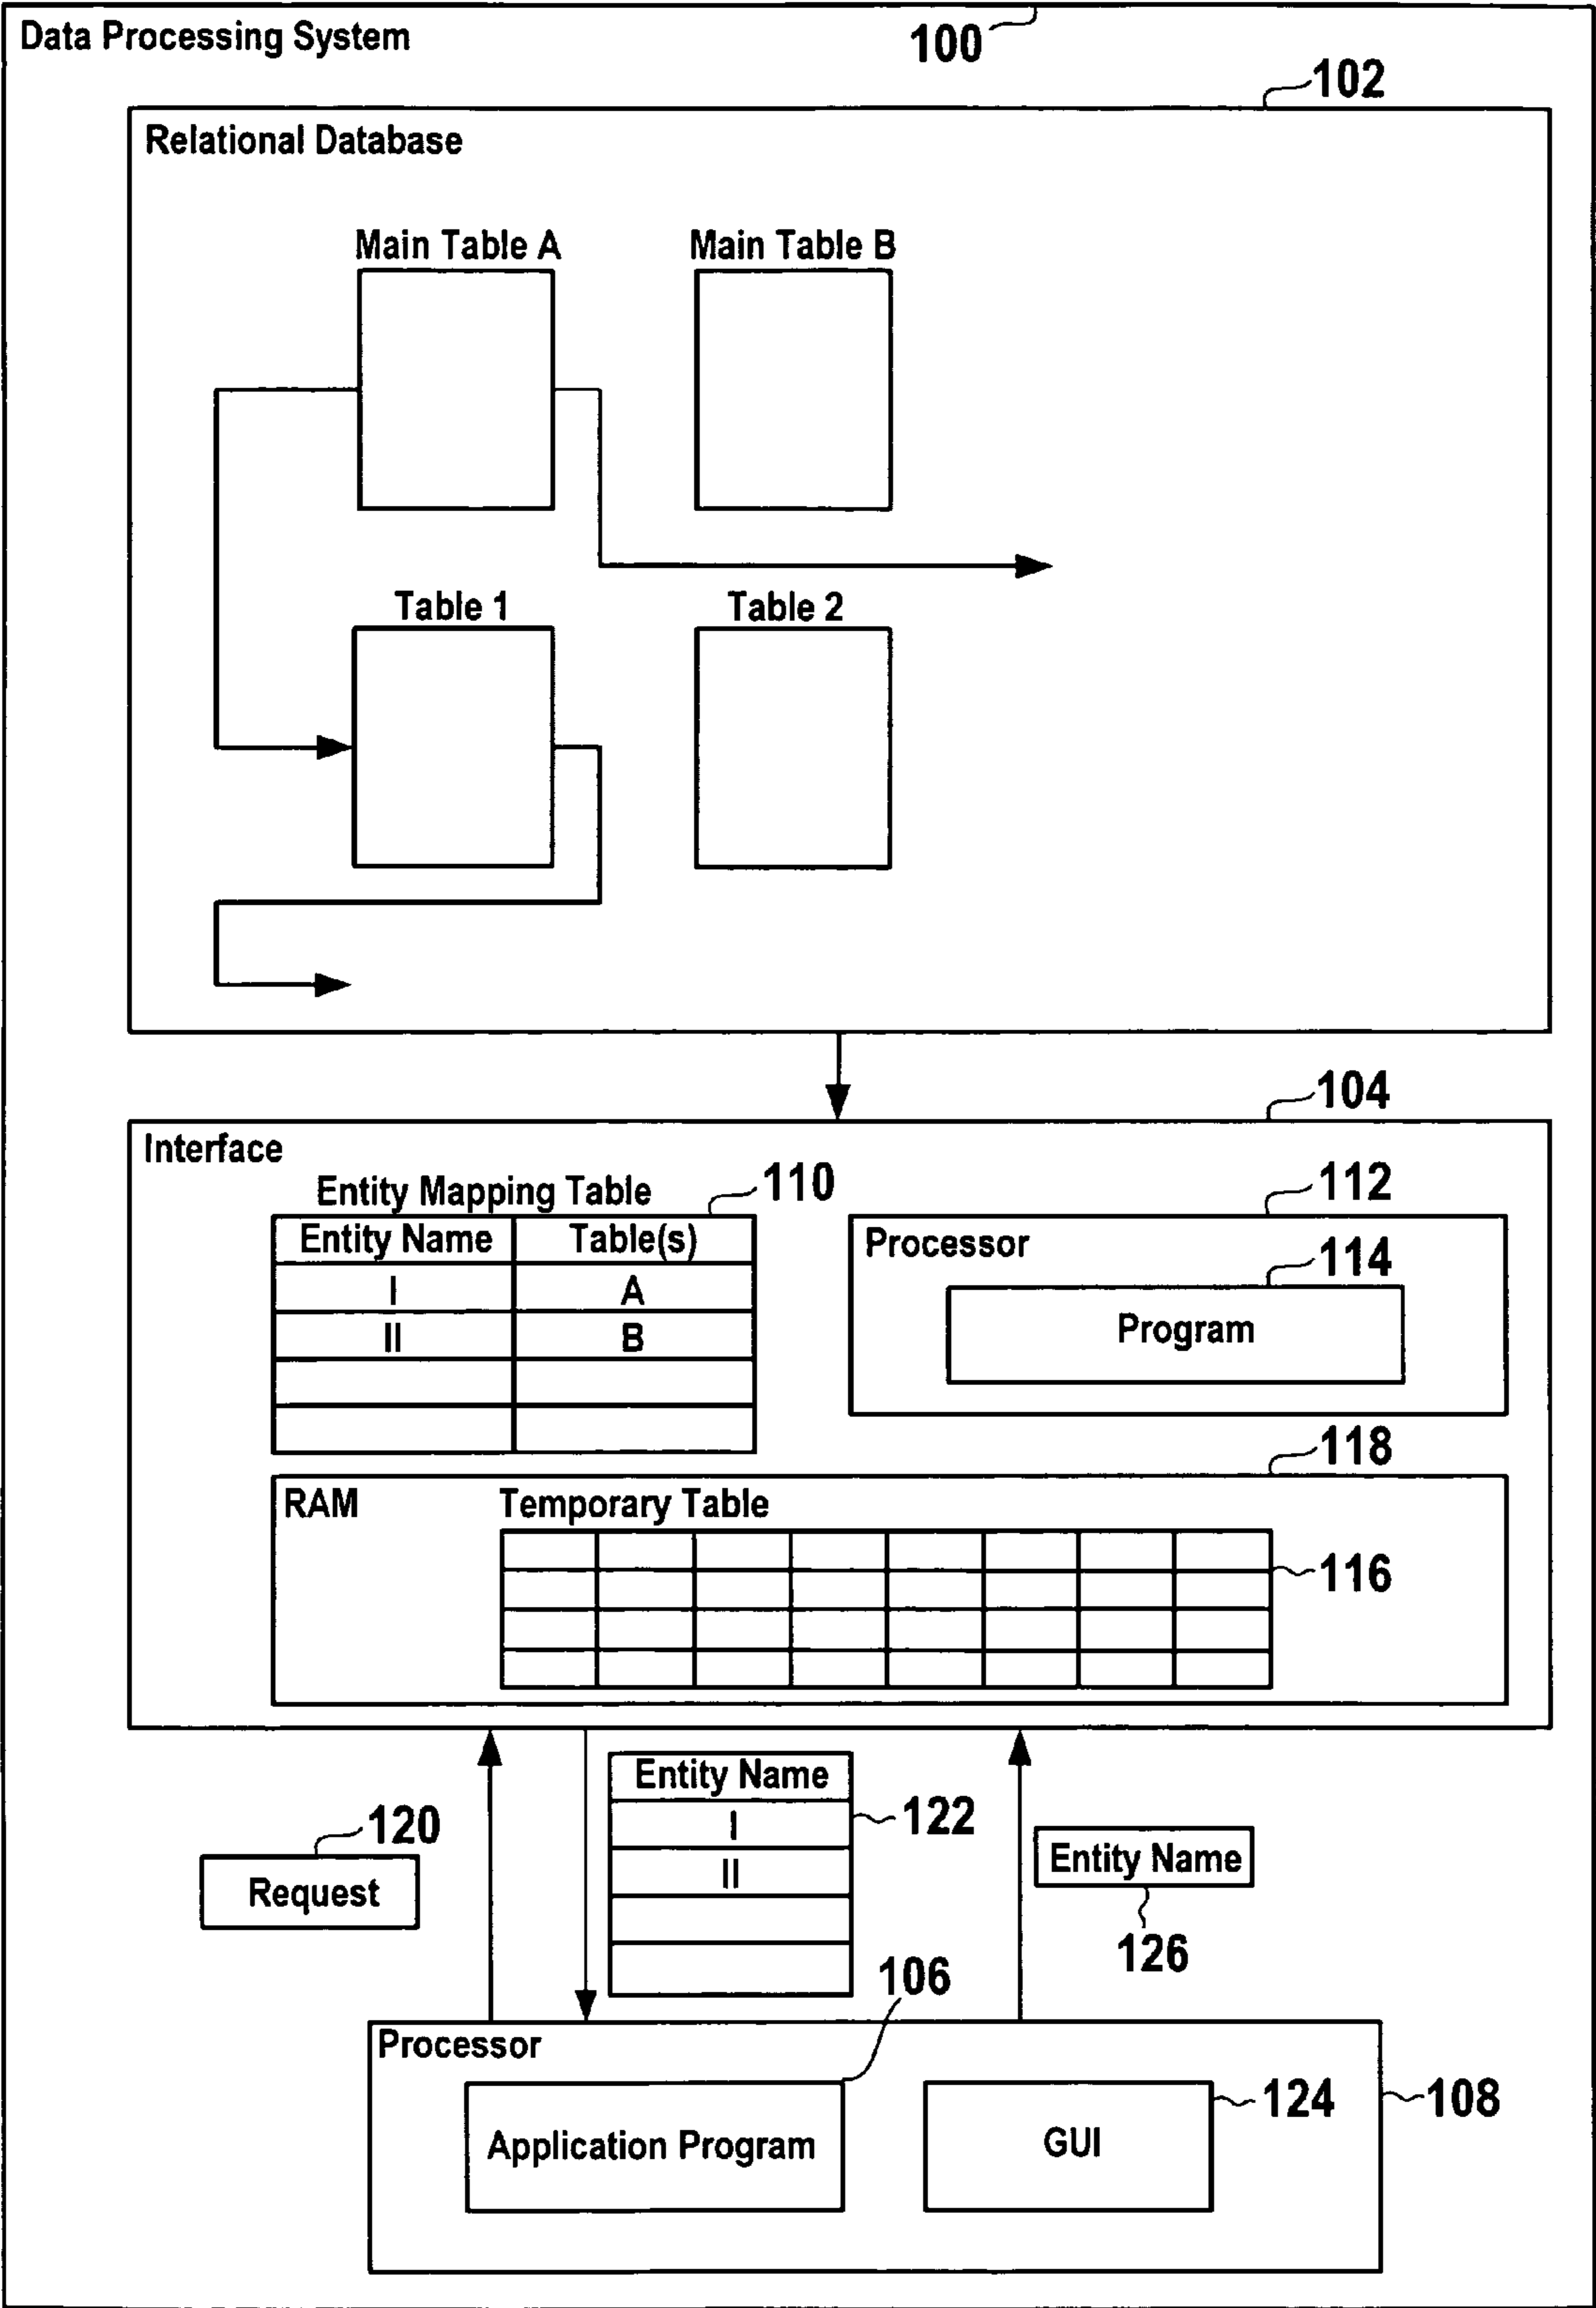 Data Processing System
100
102
Relational Database
Main Table A
Main Table B
Table 1
Table 2
104
Interface
Entity Mapping Table
110
Entity Name Table(s)
I A
II B
112
Processor
114
Program
118
RAM
Temporary Table
116
120
Request
Entity Name
I
II
122
Entity Name
126
106
Processor
Application Program
GUI
124
108